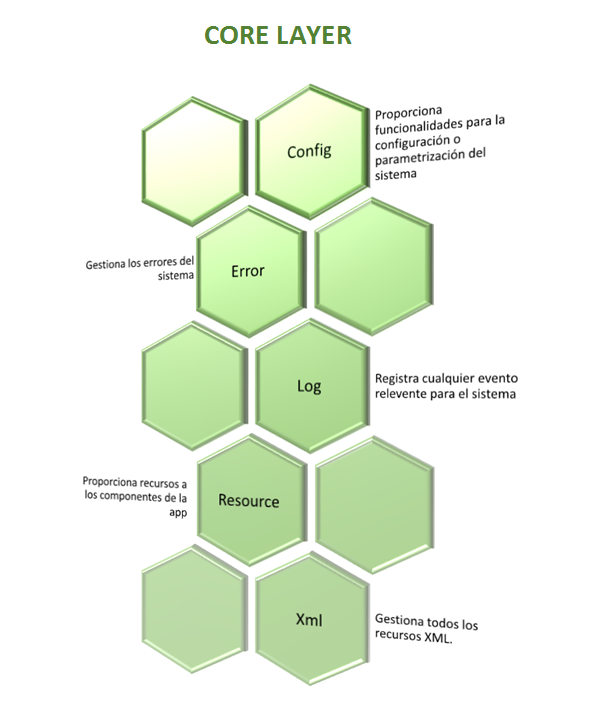 CORE LAYER
Config
Proporciona
funcionalidades para la
configuración o
parametrización del
sistema
Gestiona los errores del
sistema
Error
Log
Registra cualquier evento
relevente para el sistema
Proporciona recursos a
los componentes de la
app
Resource
Xml
Gestiona todos los
recursos XML.